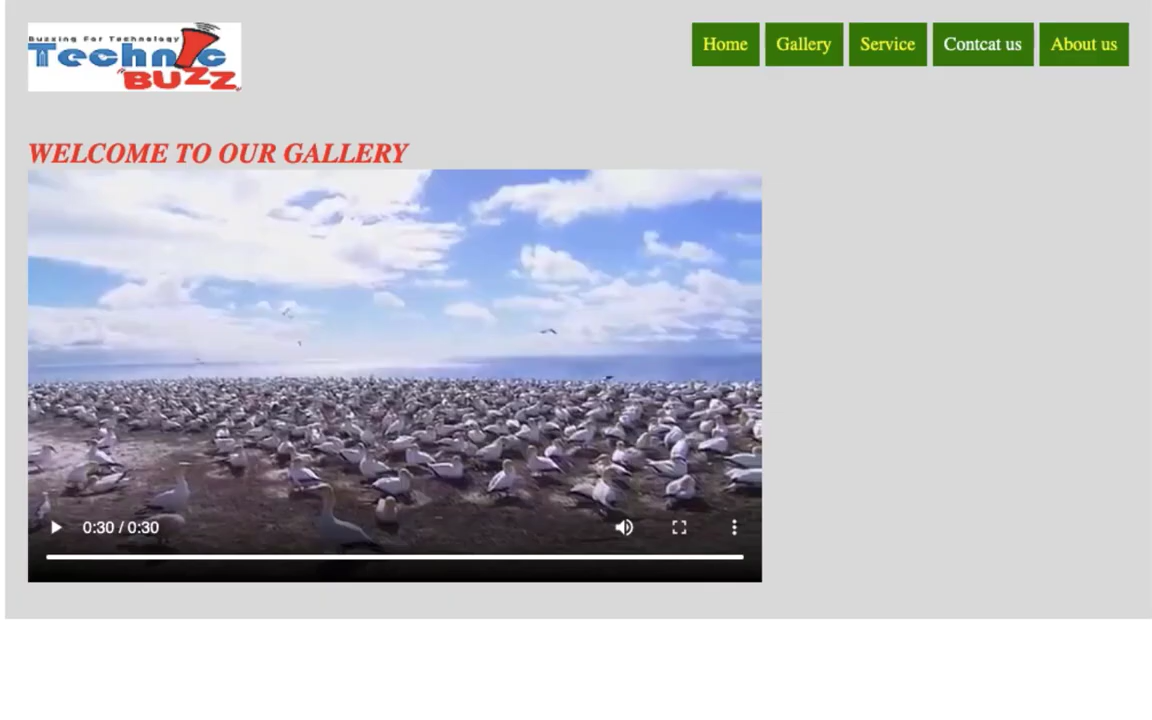 Buzzing For Technology
Technic
BUZZ
Home
Gallery
Service
Contcat us
About us
WELCOME TO OUR GALLERY
0:30 / 0:30